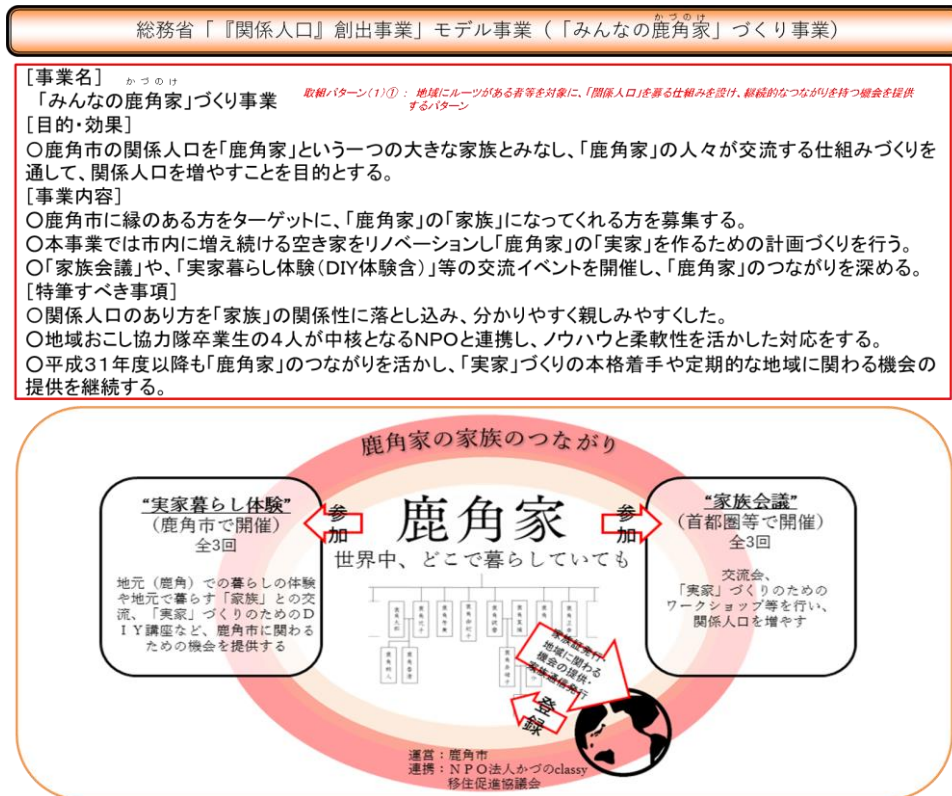 かづのけ
総務省「『関係人口』創出事業」モデル事業（「みんなの鹿角家」づくり事業）
[事業名]
かづのけ
「みんなの鹿角家」づくり事業
取組パターン(1)①： 地域にルーツがある者等を対象に、「関係人口」を募る仕組みを設け、継続的なつながりを持つ機会を提供
するパターン
[目的・効果]
○鹿角市の関係人口を「鹿角家」という一つの大きな家族とみなし、「鹿角家」の人々が交流する仕組みづくりを
通して、関係人口を増やすことを目的とする。
[事業内容]
○鹿角市に縁のある方をターゲットに、「鹿角家」の「家族」になってくれる方を募集する。
○本事業では市内に増え続ける空き家をリノベーションし「鹿角家」の「実家」を作るための計画づくりを行う。
○「家族会議」や、「実家暮らし体験（DIY体験含）」等の交流イベントを開催し、「鹿角家」のつながりを深める。
[特筆すべき事項]
○関係人口のあり方を「家族」の関係性に落とし込み、分かりやすく親しみやすくした。
○地域おこし協力隊卒業生の4人が中核となるNPOと連携し、ノウハウと柔軟性を活かした対応をする。
○平成31年度以降も「鹿角家」のつながりを活かし、「実家」づくりの本格着手や定期的な地域に関わる機会の
提供を継続する。
鹿角家の家族のつながり
“実家暮らし体験”
（鹿角市で開催）
全3回
地元（鹿角）での暮らしの体験
や地元で暮らす「家族」との交
流、「実家」づくりのためのD
IY講座など、鹿角市に関わる
ための機会を提供する
参加
鹿角家
世界中、どこで暮らしていても
参加
“家族会議”
（首都圏等で開催）
全3回
交流会、
「実家」づくりのための
ワークショップ等を行い、
関係人口を増やす
家族証発行、
地域に関わる
機会の提供・
家族通信発行
登録
運営：鹿角市
連携：NPO法人かづのclassy
移住促進協議会